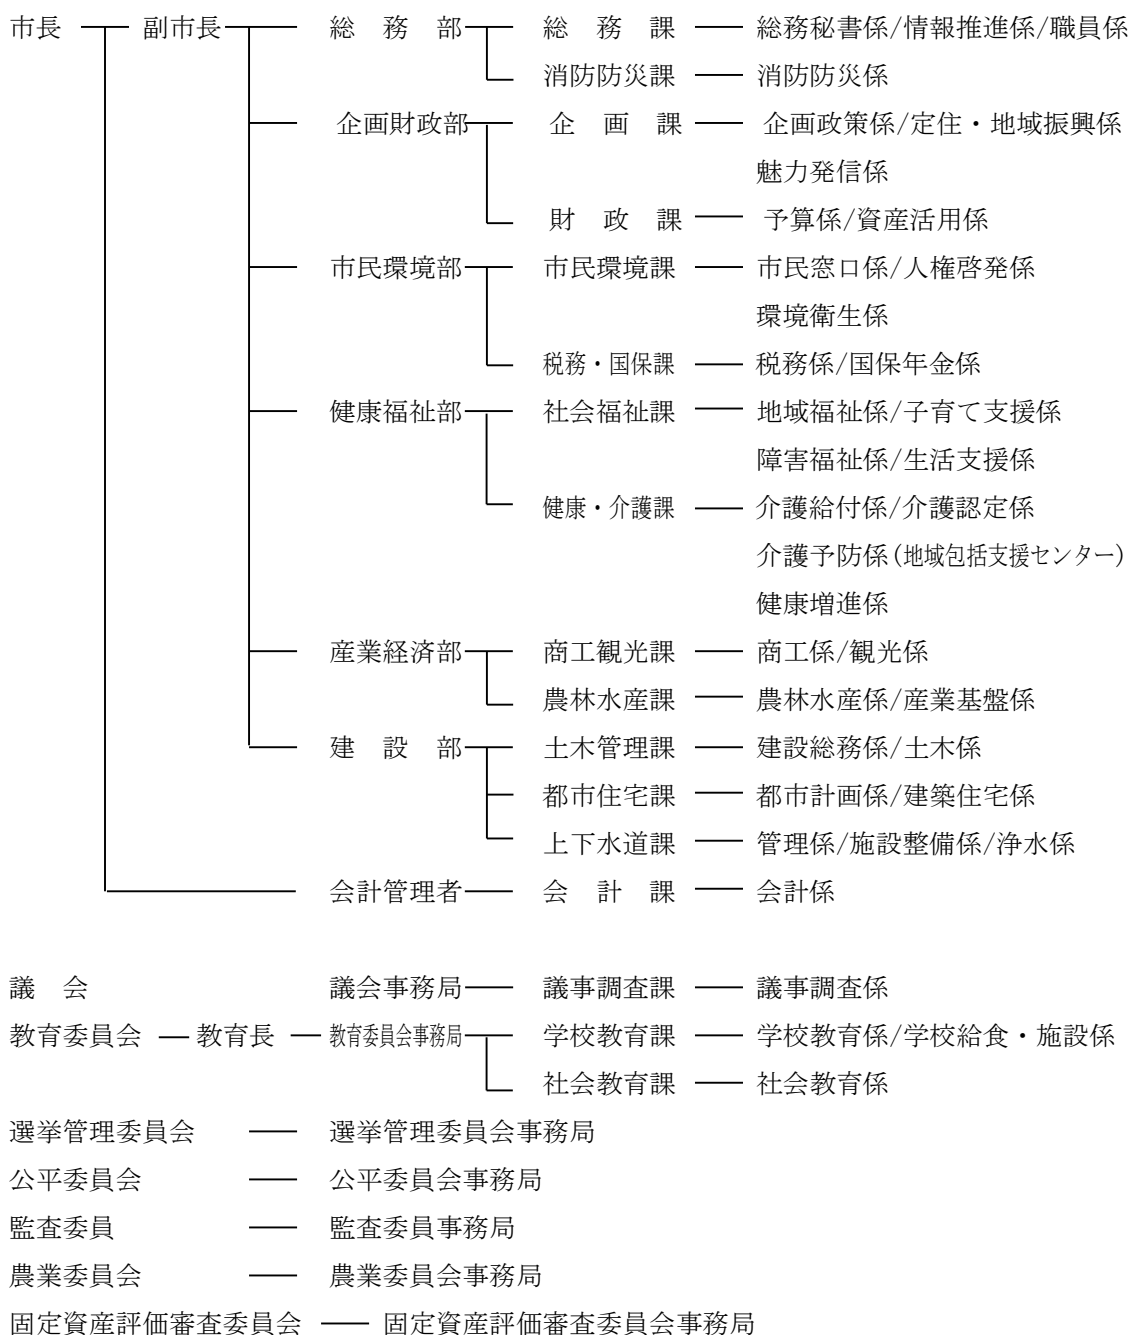 市長 副市長 総務部 総務課 総務秘書係/情報推進係/職員係
消防防災課 消防防災係
企画財政部 企画課 企画政策係/定住・地域振興係
魅力発信係
財政課 予算係/資産活用係
市民環境部 市民環境課 市民窓口係/人権啓発係
環境衛生係
税務・国保課 税務係/国保年金係
健康福祉部 社会福祉課 地域福祉係/子育て支援係
障害福祉係/生活支援係
健康・介護課 介護給付係/介護認定係
介護予防係(地域包括支援センター)
健康増進係
産業経済部 商工観光課 商工係/観光係
農林水産課 農林水産係/産業基盤係
建設部 土木管理課 建設総務係/土木係
都市住宅課 都市計画係/建築住宅係
上下水道課 管理係/施設整備係/浄水係
会計管理者 会計課 会計係
議会 議会事務局 議事調査課 議事調査係
教育委員会 教育長 教育委員会事務局 学校教育課 学校教育係/学校給食・施設係
社会教育課 社会教育係
選挙管理委員会 選挙管理委員会事務局
公平委員会 公平委員会事務局
監査委員 監査委員事務局
農業委員会 農業委員会事務局
固定資産評価審査委員会 固定資産評価審査委員会事務局